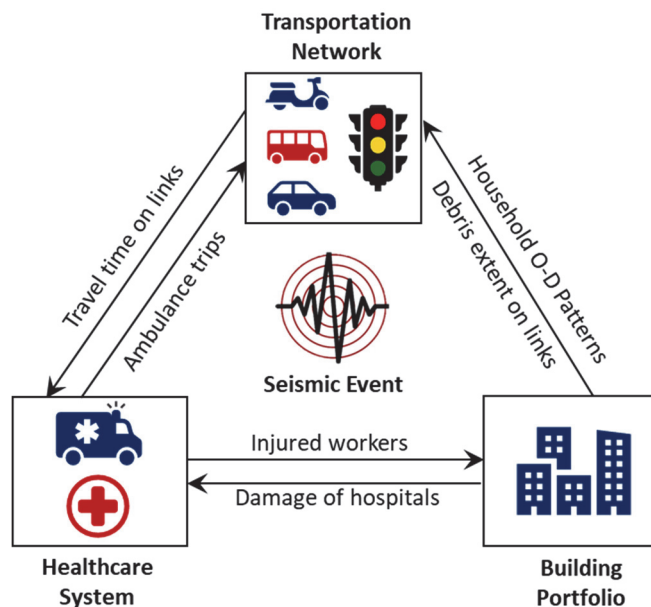 Transportation
Network
Travel time on links
Ambulance trips
Household O-D Patterns
Debris extent on links
Seismic Event
Injured workers
Damage of hospitals
Healthcare
System
Building
Portfolio